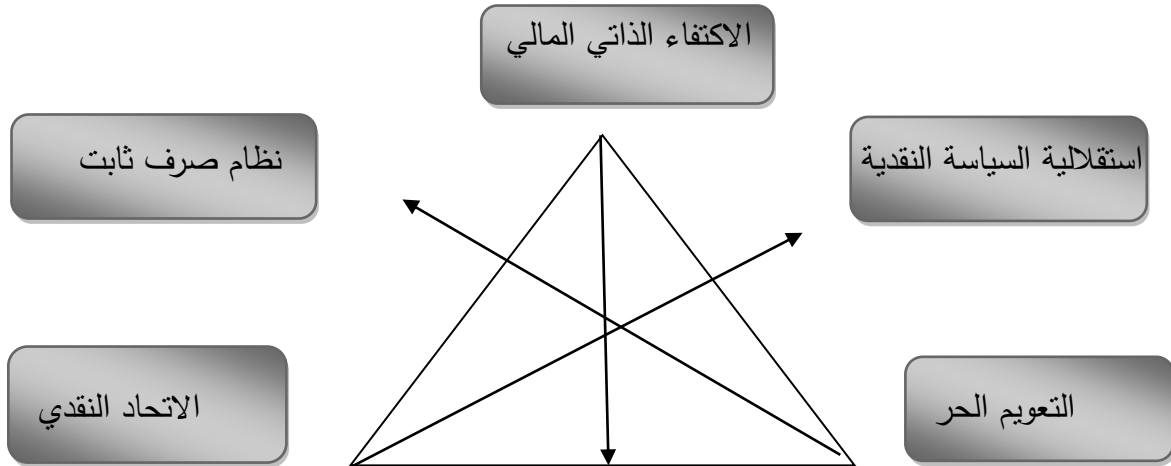 الاكتفاء الذاتي المالي
استقلالية السياسة النقدية
نظام صرف ثابت
التعويم الحر
الاتحاد النقدي